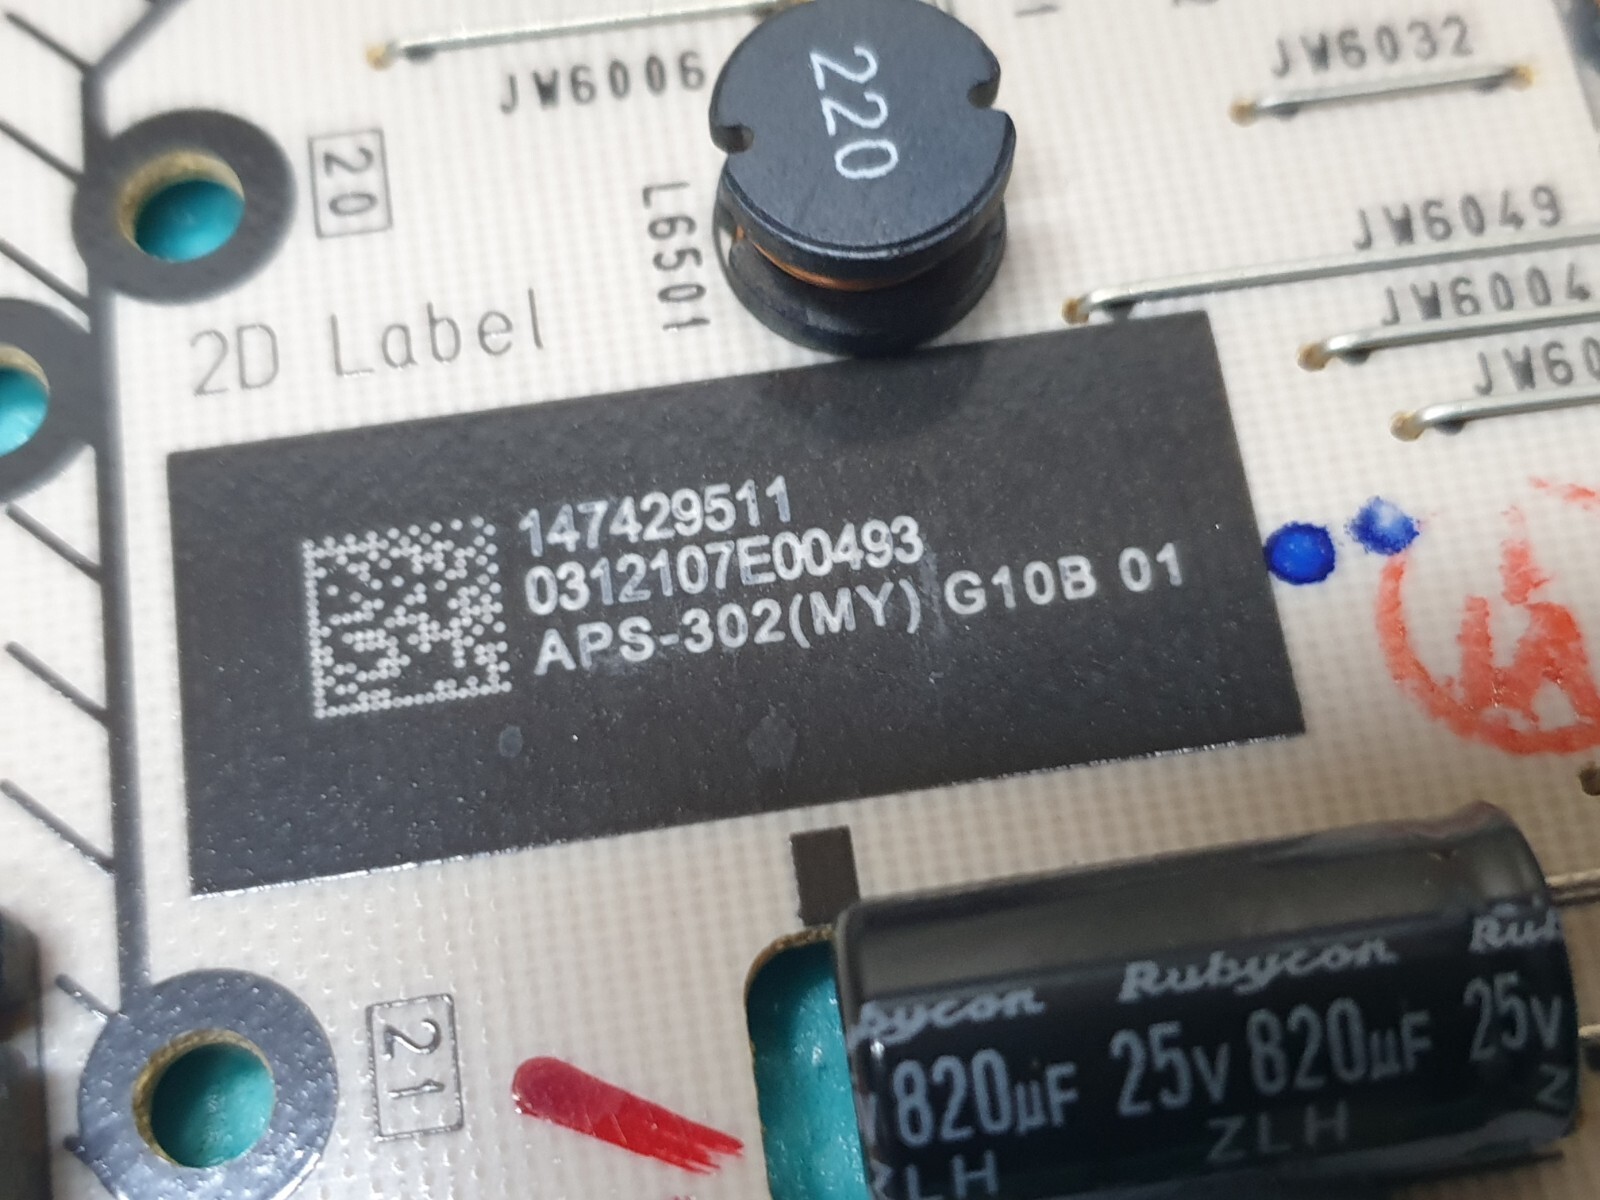 JW6006
220
JW6032
20
L6501
JW6049
JW6004
2D Label
147429511
0312107E00493
APS-302(MY) G10B 01
Rubycon
25V 820µF 25V
820µF
ZLH
ZLH
21